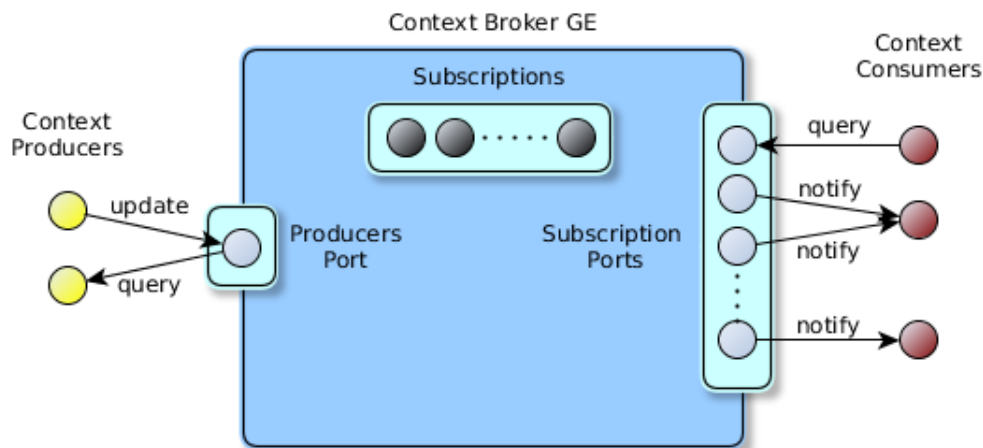 Context Broker GE
Subscriptions
Context
Consumers
Context
Producers
query
update
notify
Producers
Port
Subscription
Ports
notify
query
notify